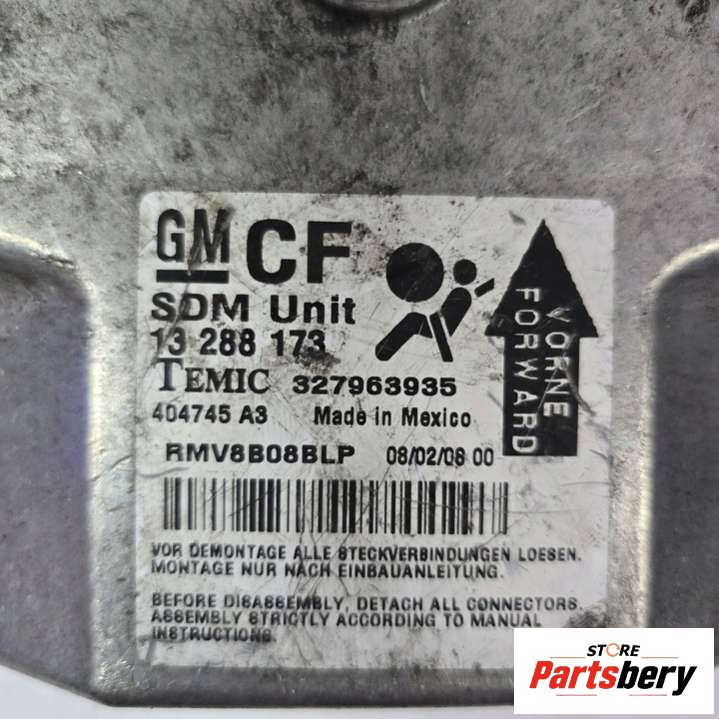 GM CF
SDM Unit
13 288 173
TEMIC 327963935
404745 A3 Made in Mexico
RMV8B08BLP 08/02/08 00
VORNE
FORWARD
VOR DEMONTAGE ALLE STECKVERBINDUNGEN LOESEN.
MONTAGE NUR NACH EINBAUANLEITUNG.
BEFORE DISASSEMBLY, DETACH ALL CONNECTORS.
ASSEMBLY STRICTLY ACCORDING TO MANUAL
INSTRUCTIONS
STORE
Partsbery